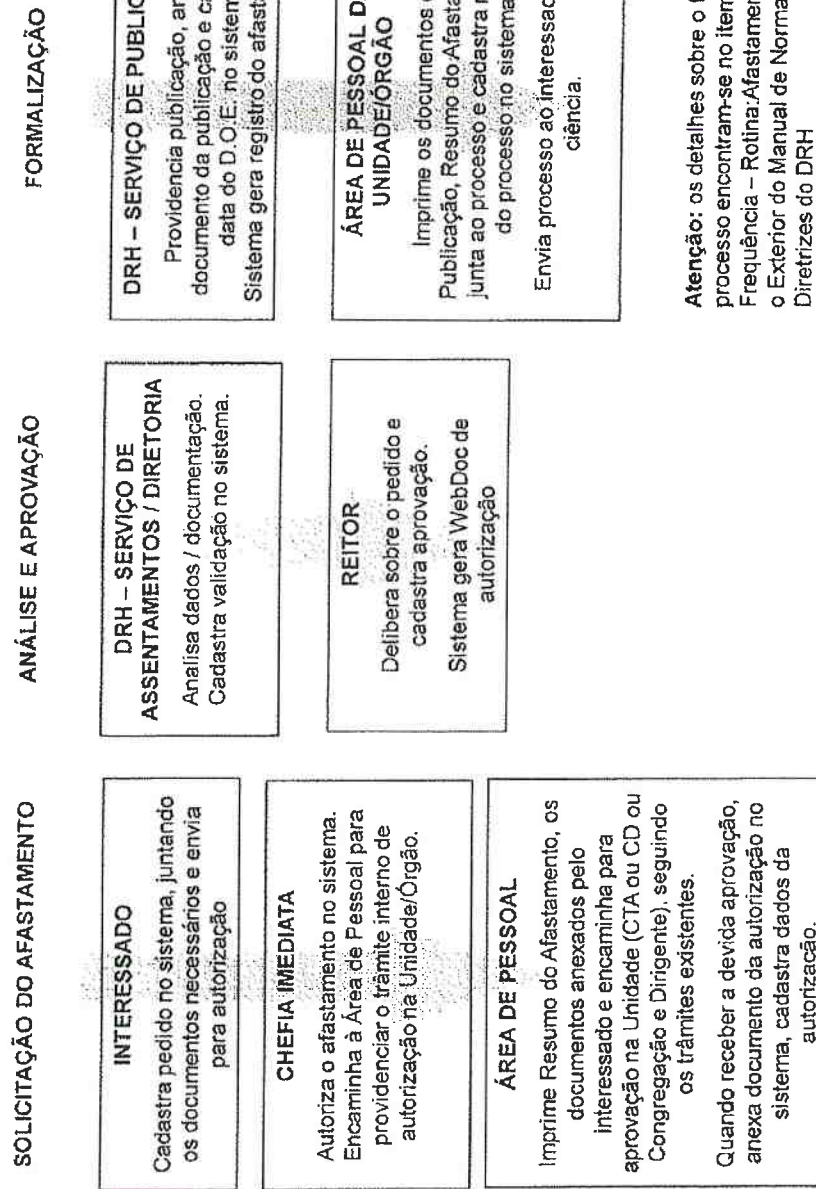 SOLICITAÇÃO DO AFASTAMENTO
INTERESSADO
Cadastra pedido no sistema, juntando
os documentos necessários e envia
para autorização
CHEFIA IMEDIATA
Autoriza o afastamento no sistema.
Encaminha à Área de Pessoal para
providenciar o trâmite interno de
autorização na Unidade/Órgão.
ÁREA DE PESSOAL
Imprime Resumo do Afastamento, os
documentos anexados pelo
interessado e encaminha para
aprovação na Unidade (CTA ou CD ou
Congregação e Dirigente), seguindo
os trâmites existentes.
Quando receber a devida aprovação,
anexa documento da autorização no
sistema, cadastra dados da
autorização.
ANÁLISE E APROVAÇÃO
DRH – SERVIÇO DE
ASSENTAMENTOS / DIRETORIA
Analisa dados / documentação.
Cadastra validação no sistema.
REITOR
Delibera sobre o pedido e
cadastra aprovação.
Sistema gera WebDoc de
autorização
FORMALIZAÇÃO
DRH – SERVIÇO DE PUBLIC
Providencia publicação, an
documento da publicação e ca
data do D.O.E. no sistem
Sistema gera registro do afast
ÁREA DE PESSOAL D
UNIDADE/ÓRGÃO
Imprime os documentos
Publicação, Resumo do Afasta
junta ao processo e cadastra
do processo no sistema
Envia processo ao interessad
ciência.
Atenção: os detalhes sobre o
processo encontram-se no item
Frequência – Rotina:Afastamen
o Exterior do Manual de Norma
Diretrizes do DRH